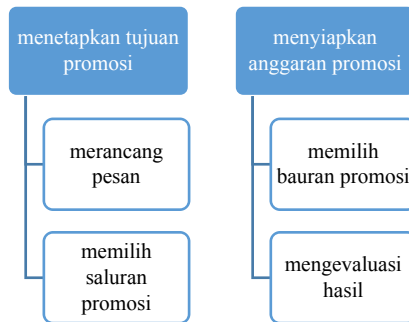 menetapkan tujuan
promosi
merancang
pesan
memilih
saluran
promosi
menyiapkan
anggaran promosi
memilih
bauran promosi
mengevaluasi
hasil